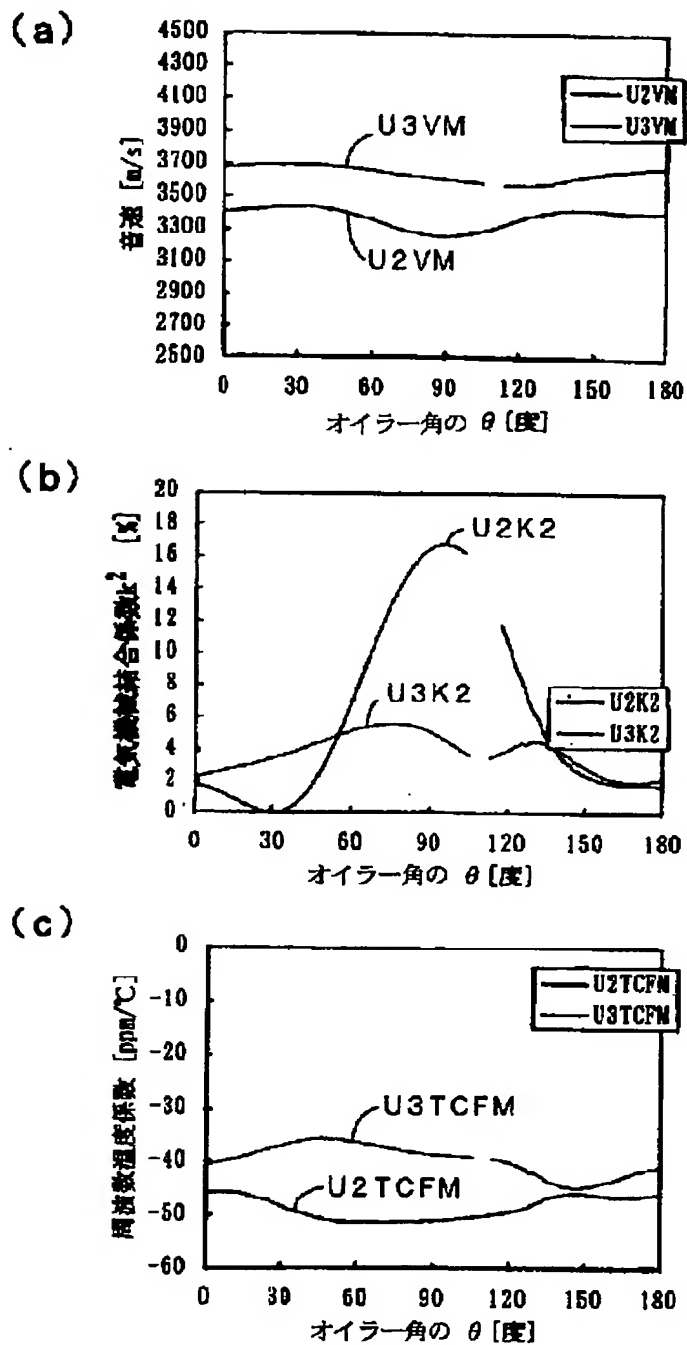 (a)
4500
4300
4100
3900
3700
3500
3300
3100
2900
2700
2500
音速 [m/s]
U2VM
U3VM
U3VM
U2VM
0 30 60 90 120 150 180
オイラー角の θ [度]
(b)
20
18
16
14
12
10
8
6
4
2
0
電気機械結合係数k² [%]
U2K2
U3K2
U2K2
U3K2
0 30 60 90 120 150 180
オイラー角の θ [度]
(c)
0
-10
-20
-30
-40
-50
-60
周波数温度係数 [ppm/℃]
U2TCFM
U3TCFM
U3TCFM
U2TCFM
0 30 60 90 120 150 180
オイラー角の θ [度]